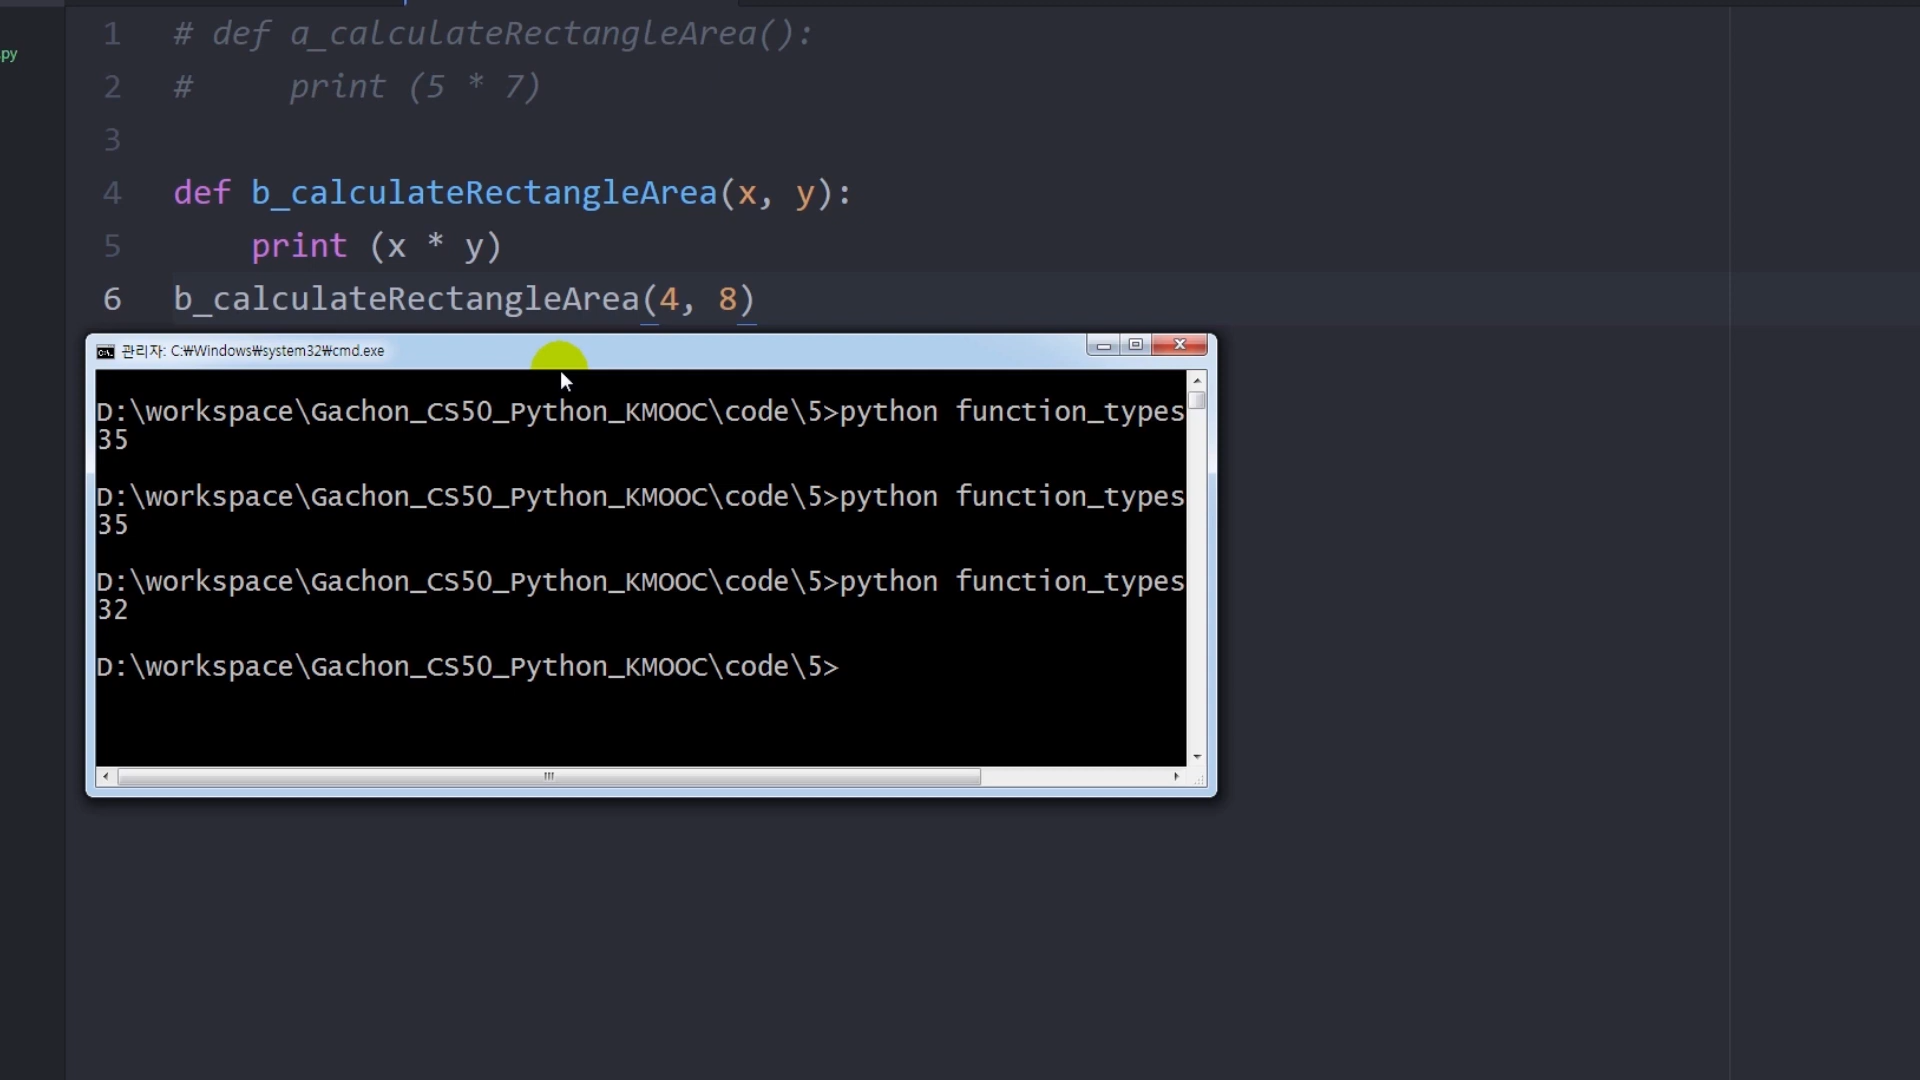 py
1 # def a_calculateRectangleArea():
2 #     print (5 * 7)
3
4 def b_calculateRectangleArea(x, y):
5     print (x * y)
6 b_calculateRectangleArea(4, 8)
관리자: C:₩Windows₩system32₩cmd.exe
D:\workspace\Gachon_CS50_Python_KMOOC\code\5>python function_types
35
D:\workspace\Gachon_CS50_Python_KMOOC\code\5>python function_types
35
D:\workspace\Gachon_CS50_Python_KMOOC\code\5>python function_types
32
D:\workspace\Gachon_CS50_Python_KMOOC\code\5>